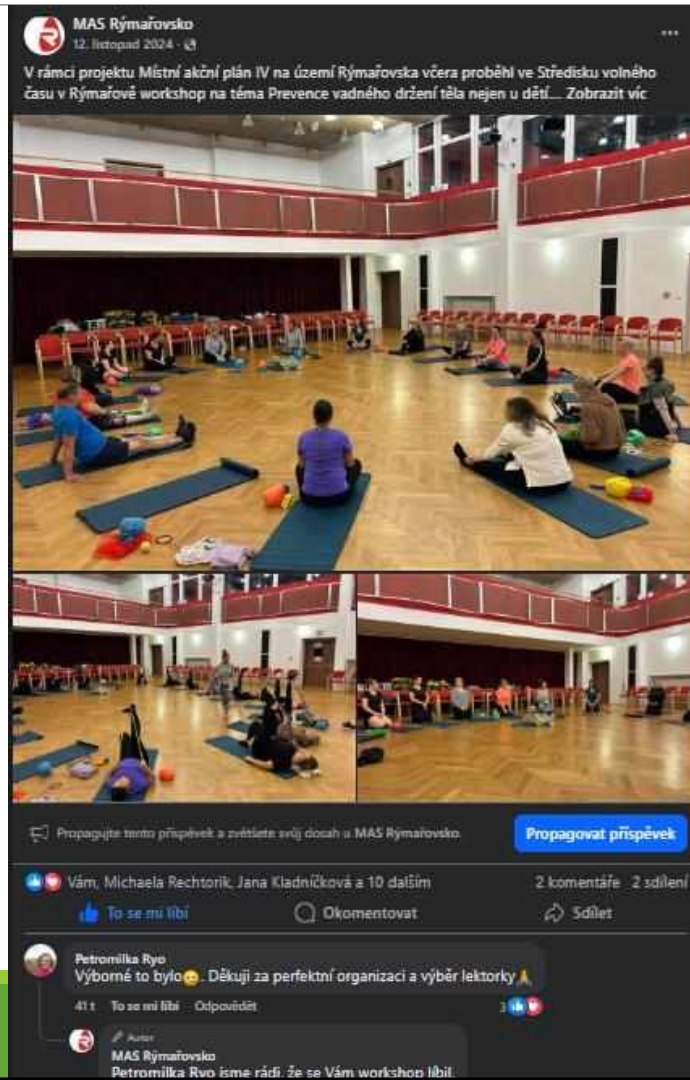 MAS Rýmařovsko
12. listopad 2024 ·
V rámci projektu Místní akční plán IV na území Rýmařovska včera proběhl ve Středisku volného
času v Rýmařově workshop na téma Prevence vadného držení těla nejen u dětí... Zobrazit víc
Propagujte tento příspěvek a zvětšete svůj dosah u MAS Rýmařovsko.
Propagovat příspěvek
Vám, Michaela Rechtorik, Jana Kladníčková a 10 dalším
2 komentáře 2 sdílení
To se mi líbí
Okomentovat
Sdílet
Petromilka Ryo
Výborné to bylo😊. Děkuji za perfektní organizaci a výběr lektorky🙏
41 t To se mi líbí Odpovědět
3
Autor
MAS Rýmařovsko
Petromilka Ryo jsme rádi, že se Vám workshop líbil.